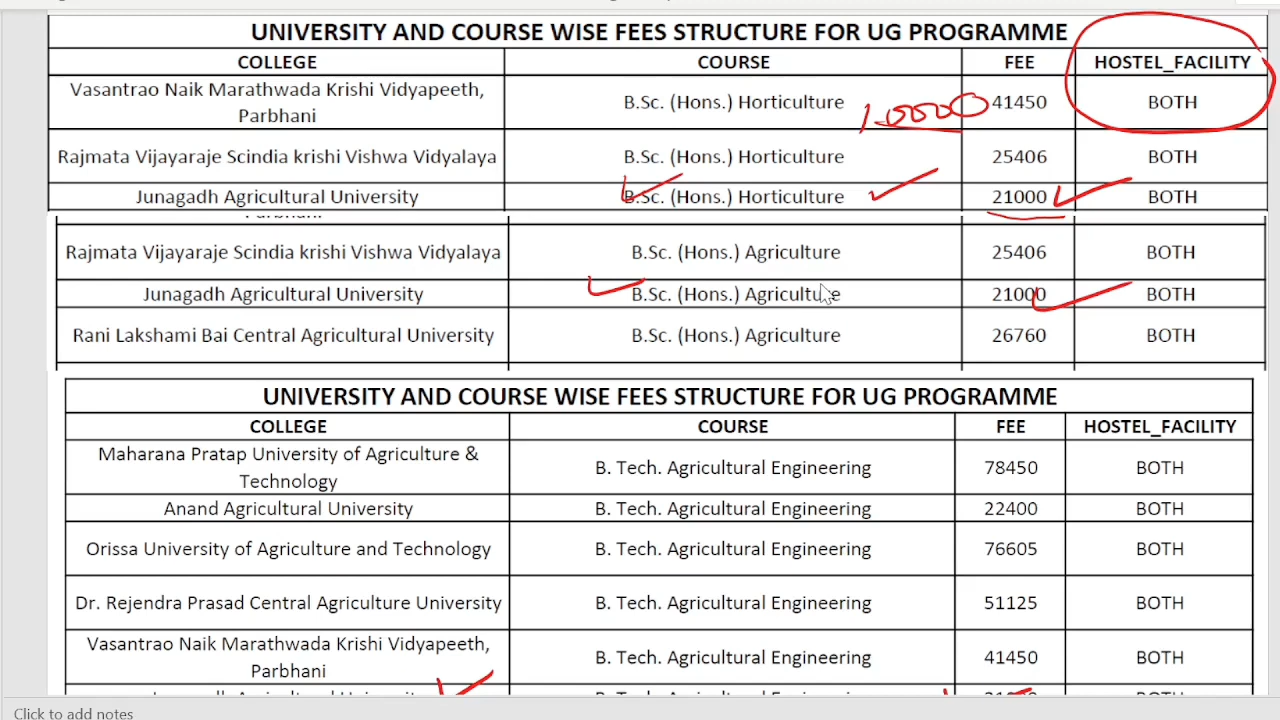 UNIVERSITY AND COURSE WISE FEES STRUCTURE FOR UG PROGRAMME
COLLEGE COURSE FEE HOSTEL_FACILITY
Vasantrao Naik Marathwada Krishi Vidyapeeth,
Parbhani B.Sc. (Hons.) Horticulture 41450 BOTH
Rajmata Vijayaraje Scindia krishi Vishwa Vidyalaya B.Sc. (Hons.) Horticulture 25406 BOTH
Junagadh Agricultural University B.Sc. (Hons.) Horticulture 21000 BOTH
Rajmata Vijayaraje Scindia krishi Vishwa Vidyalaya B.Sc. (Hons.) Agriculture 25406 BOTH
Junagadh Agricultural University B.Sc. (Hons.) Agriculture 21000 BOTH
Rani Lakshami Bai Central Agricultural University B.Sc. (Hons.) Agriculture 26760 BOTH
UNIVERSITY AND COURSE WISE FEES STRUCTURE FOR UG PROGRAMME
COLLEGE COURSE FEE HOSTEL_FACILITY
Maharana Pratap University of Agriculture &
Technology B. Tech. Agricultural Engineering 78450 BOTH
Anand Agricultural University B. Tech. Agricultural Engineering 22400 BOTH
Orissa University of Agriculture and Technology B. Tech. Agricultural Engineering 76605 BOTH
Dr. Rejendra Prasad Central Agriculture University B. Tech. Agricultural Engineering 51125 BOTH
Vasantrao Naik Marathwada Krishi Vidyapeeth,
Parbhani B. Tech. Agricultural Engineering 41450 BOTH
Click to add notes